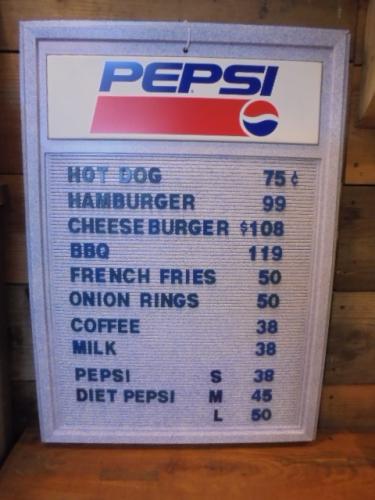 PEPSI
HOT DOG 75 ¢
HAMBURGER 99
CHEESEBURGER $108
BBQ 119
FRENCH FRIES 50
ONION RINGS 50
COFFEE 38
MILK 38
PEPSI S 38
DIET PEPSI M 45
L 50